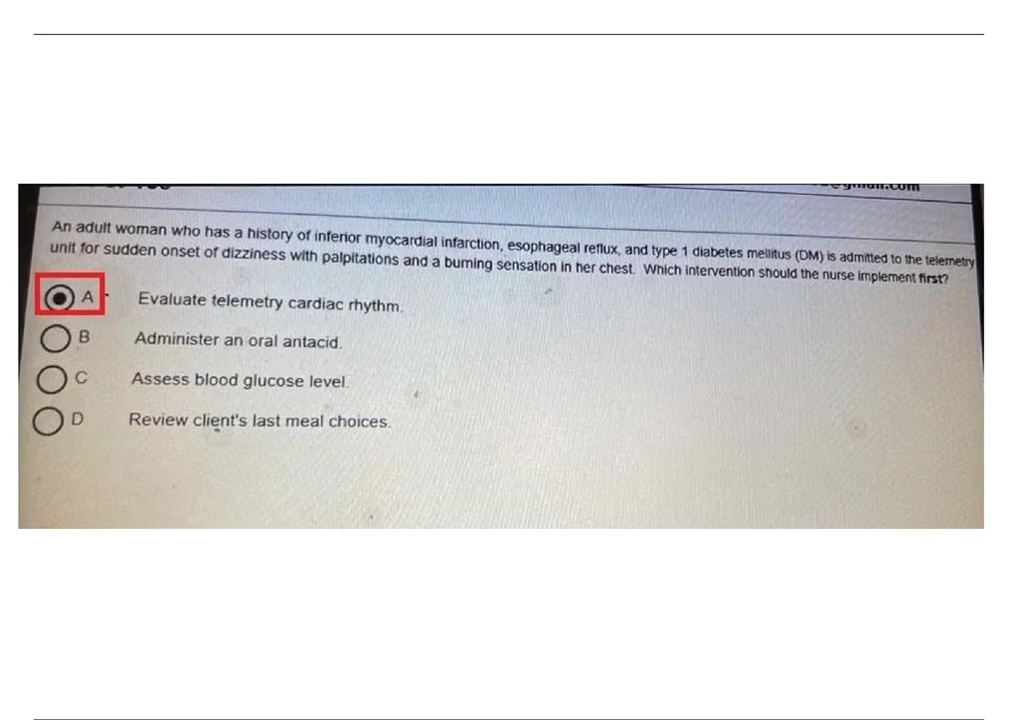 An adult woman who has a history of inferior myocardial infarction, esophageal reflux, and type 1 diabetes mellitus (DM) is admitted to the telemetry
unit for sudden onset of dizziness with palpitations and a burning sensation in her chest. Which intervention should the nurse implement first?
A Evaluate telemetry cardiac rhythm.
B Administer an oral antacid.
C Assess blood glucose level.
D Review client's last meal choices.